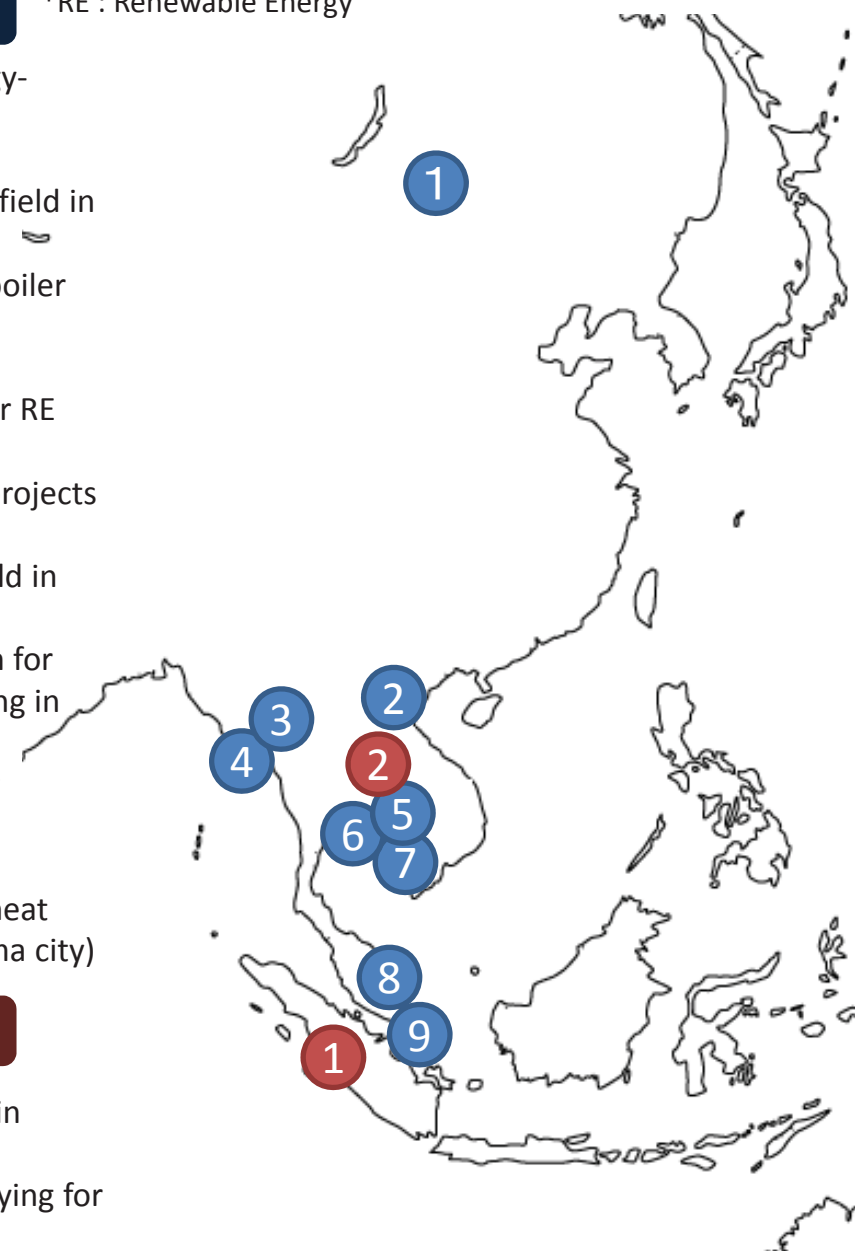 *RE : Renewable Energy
y-
field in
oiler
r RE
rojects
ld in
n for
ng in
neat
na city)
in
ying for
1
2
3
4
2
5
6
7
8
9
1